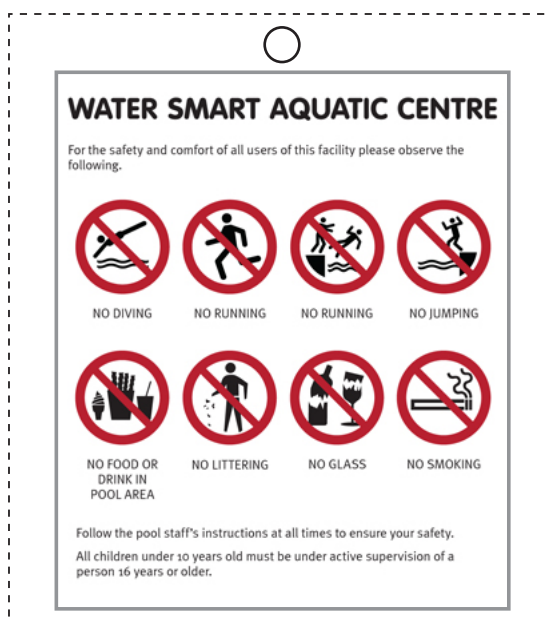 WATER SMART AQUATIC CENTRE
For the safety and comfort of all users of this facility please observe the
following.
NO DIVING
NO RUNNING
NO RUNNING
NO JUMPING
NO FOOD OR
DRINK IN
POOL AREA
NO LITTERING
NO GLASS
NO SMOKING
Follow the pool staff's instructions at all times to ensure your safety.
All children under 10 years old must be under active supervision of a
person 16 years or older.